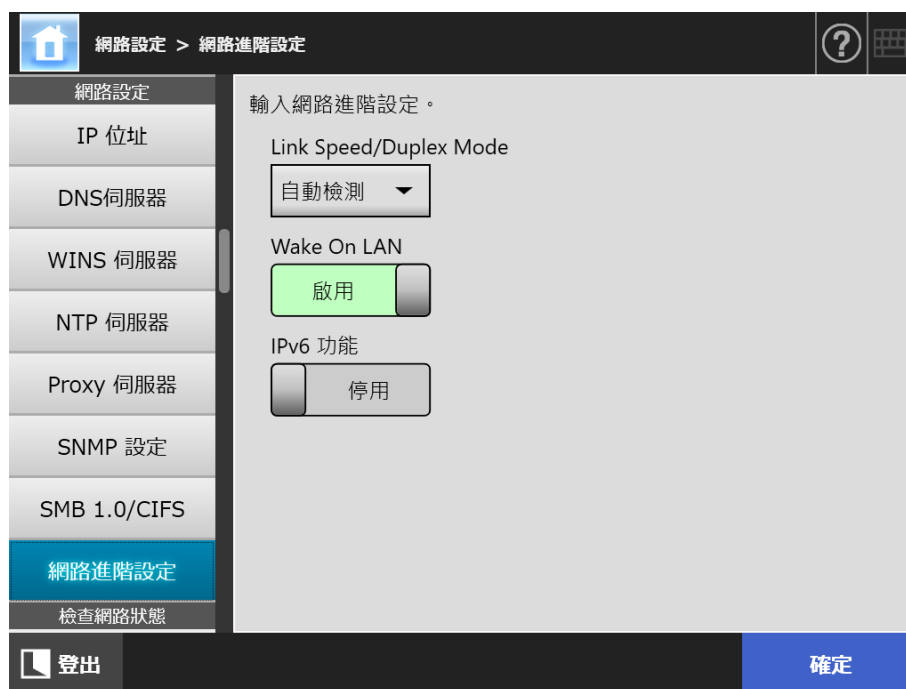 網路設定 > 網路進階設定
?
網路設定
IP 位址
DNS伺服器
WINS 伺服器
NTP 伺服器
Proxy 伺服器
SNMP 設定
SMB 1.0/CIFS
網路進階設定
檢查網路狀態
輸入網路進階設定。
Link Speed/Duplex Mode
自動檢測
Wake On LAN
啟用
IPv6 功能
停用
登出
確定